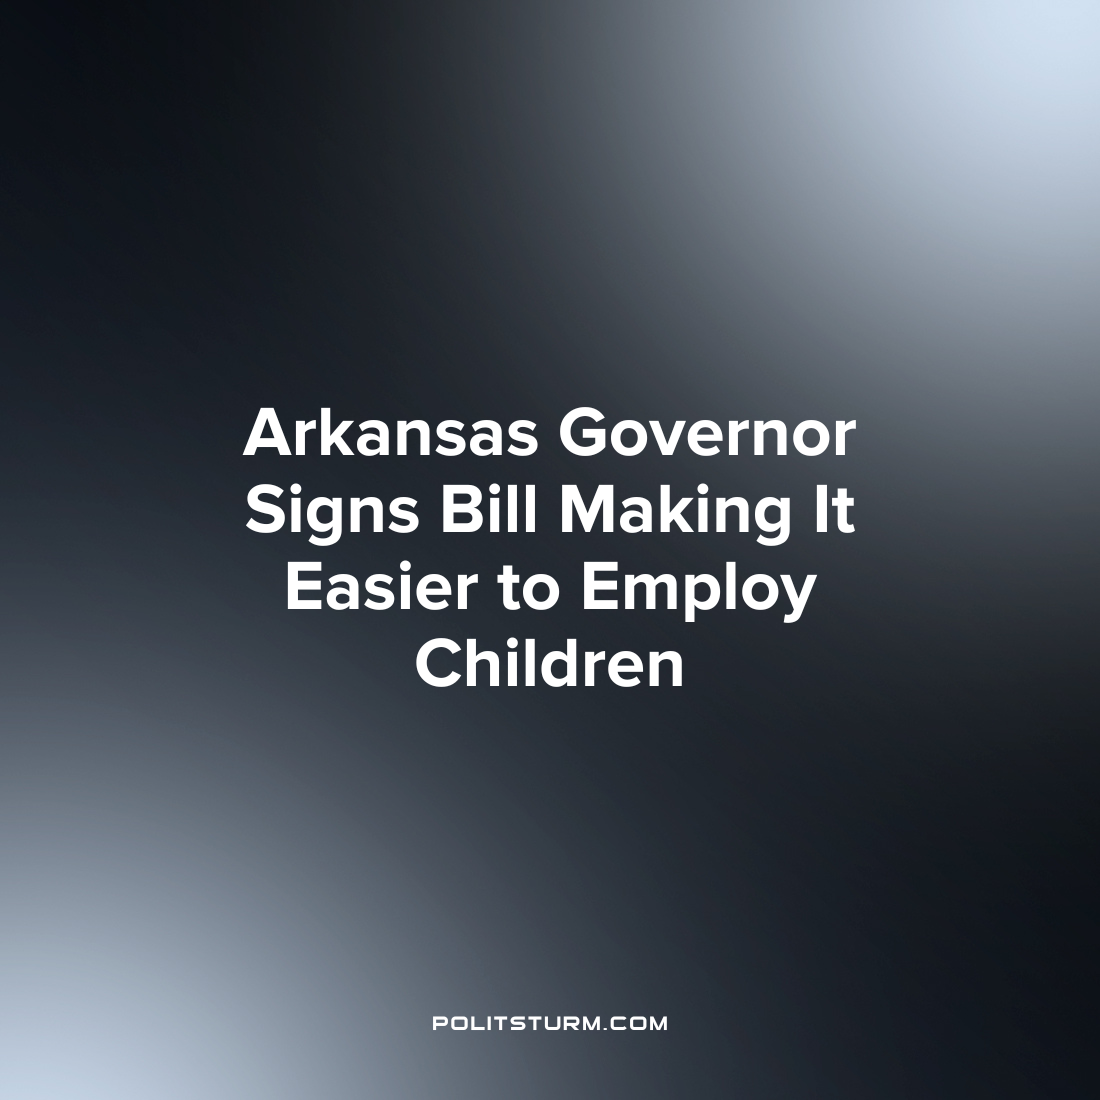 Arkansas Governor
Signs Bill Making It
Easier to Employ
Children
POLITSTURM.COM